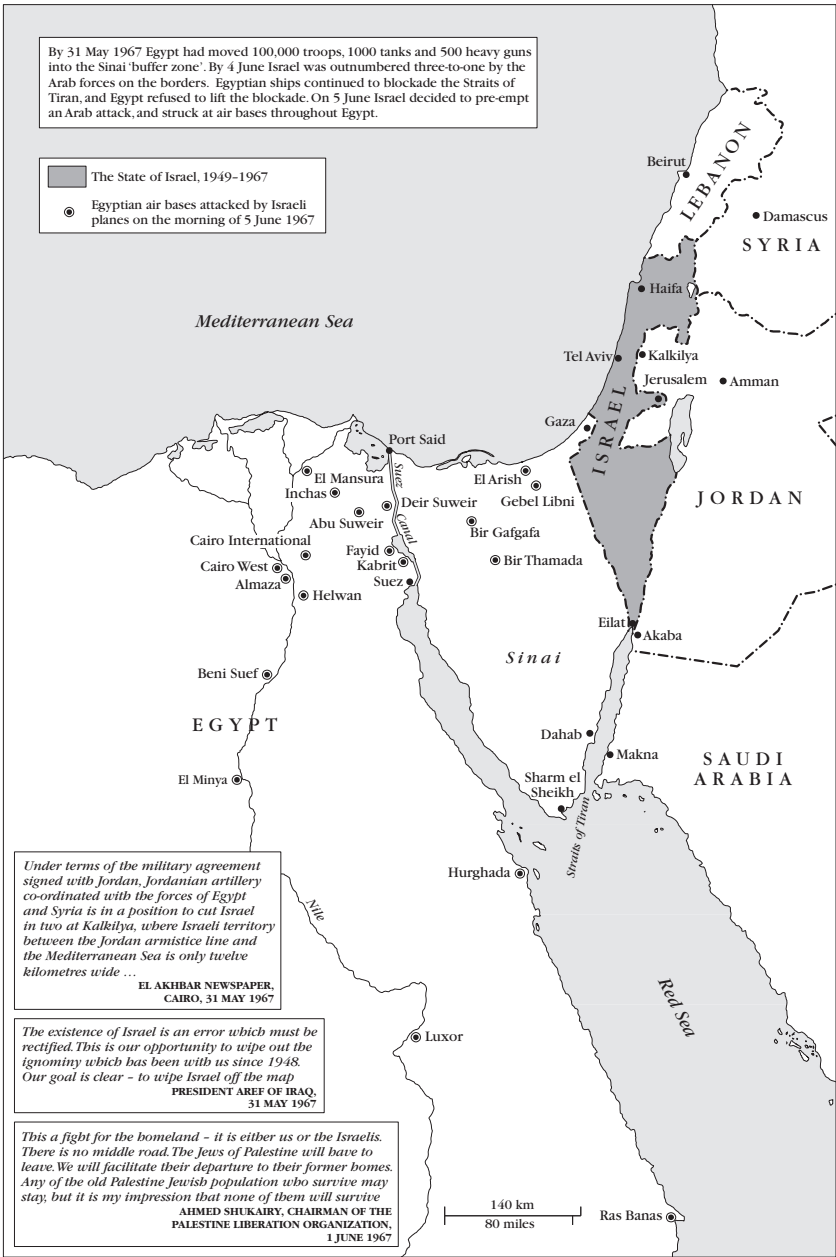 By 31 May 1967 Egypt had moved 100,000 troops, 1000 tanks and 500 heavy guns
into the Sinai 'buffer zone'. By 4 June Israel was outnumbered three-to-one by the
Arab forces on the borders. Egyptian ships continued to blockade the Straits of
Tiran, and Egypt refused to lift the blockade. On 5 June Israel decided to pre-empt
an Arab attack, and struck at air bases throughout Egypt.
The State of Israel, 1949–1967
Egyptian air bases attacked by Israeli
planes on the morning of 5 June 1967
Beirut
LEBANON
Damascus
SYRIA
Haifa
Mediterranean Sea
Tel Aviv
Kalkilya
Jerusalem
Amman
Gaza
ISRAEL
Port Said
Suez Canal
El Mansura
El Arish
Inchas
Gebel Libni
JORDAN
Deir Suweir
Abu Suweir
Bir Gafgafa
Cairo International
Fayid
Bir Thamada
Cairo West
Kabrit
Almaza
Suez
Helwan
Eilat
Akaba
Sinai
Beni Suef
EGYPT
Dahab
Makna
SAUDI
ARABIA
El Minya
Sharm el
Sheikh
Straits of Tiran
Hurghada
Under terms of the military agreement
signed with Jordan, Jordanian artillery
co-ordinated with the forces of Egypt
and Syria is in a position to cut Israel
in two at Kalkilya, where Israeli territory
between the Jordan armistice line and
the Mediterranean Sea is only twelve
kilometres wide ...
EL AKHBAR NEWSPAPER,
CAIRO, 31 MAY 1967
Nile
Red Sea
The existence of Israel is an error which must be
rectified. This is our opportunity to wipe out the
ignominy which has been with us since 1948.
Our goal is clear – to wipe Israel off the map
PRESIDENT AREF OF IRAQ,
31 MAY 1967
Luxor
This a fight for the homeland – it is either us or the Israelis.
There is no middle road. The Jews of Palestine will have to
leave. We will facilitate their departure to their former homes.
Any of the old Palestine Jewish population who survive may
stay, but it is my impression that none of them will survive
AHMED SHUKAIRY, CHAIRMAN OF THE
PALESTINE LIBERATION ORGANIZATION,
1 JUNE 1967
140 km
80 miles
Ras Banas